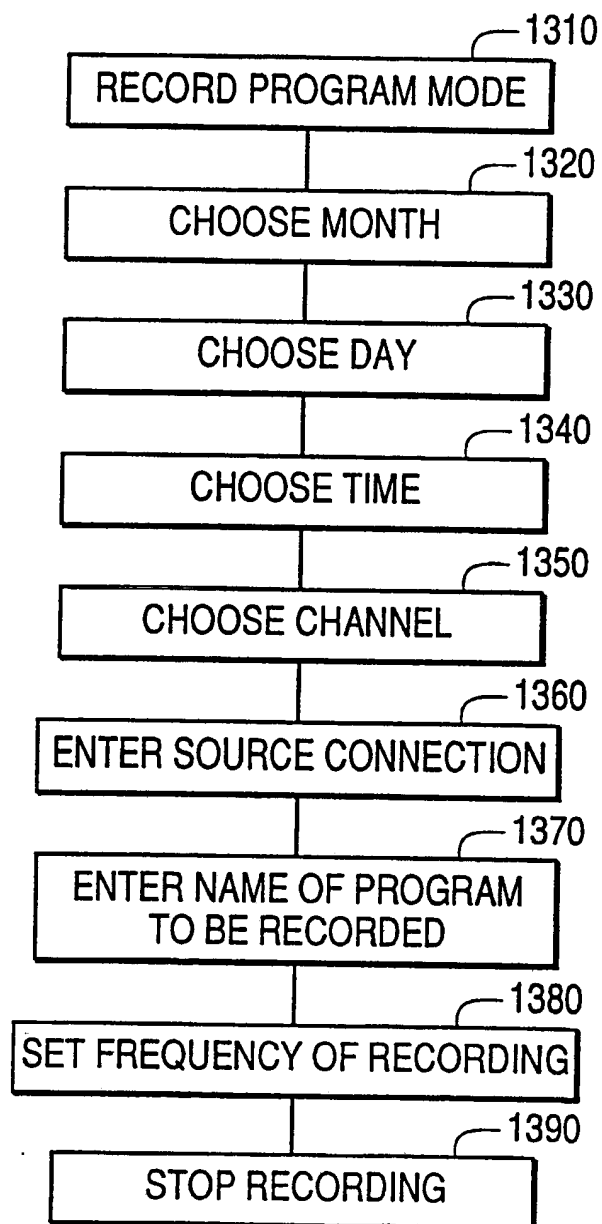 1310
RECORD PROGRAM MODE
1320
CHOOSE MONTH
1330
CHOOSE DAY
1340
CHOOSE TIME
1350
CHOOSE CHANNEL
1360
ENTER SOURCE CONNECTION
1370
ENTER NAME OF PROGRAM
TO BE RECORDED
1380
SET FREQUENCY OF RECORDING
1390
STOP RECORDING